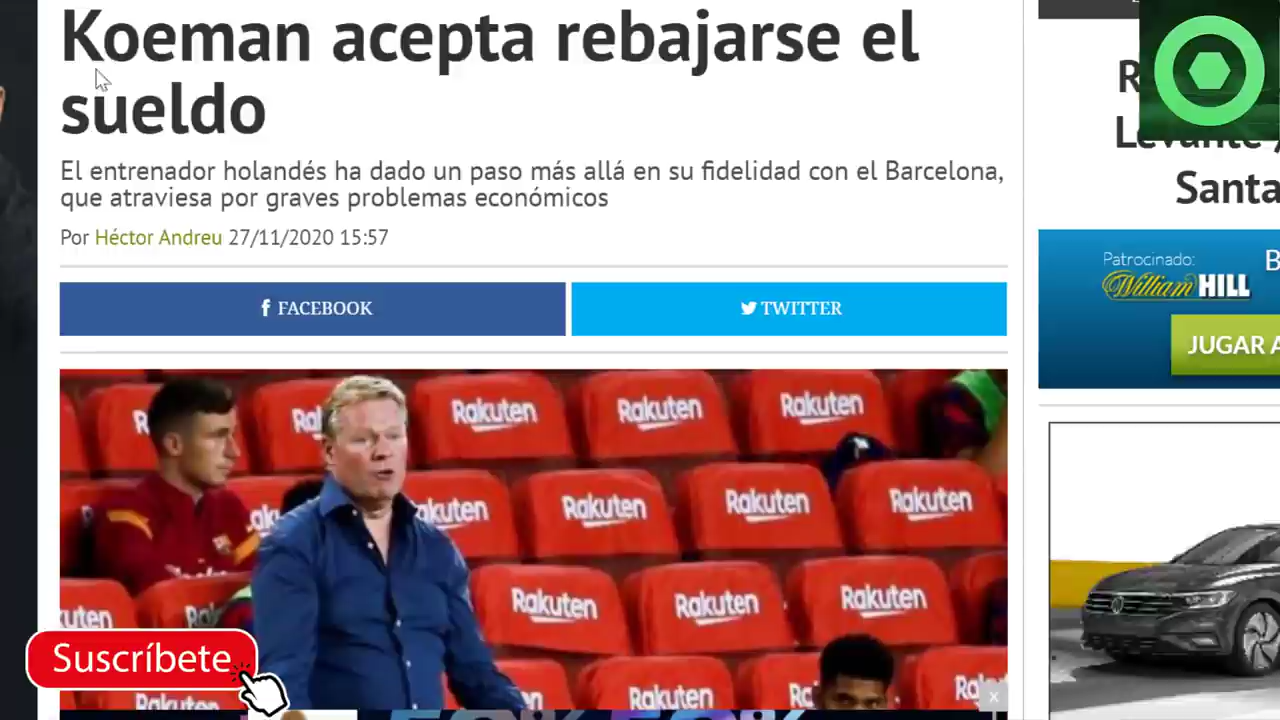 Koeman acepta rebajarse el
sueldo
El entrenador holandés ha dado un paso más allá en su fidelidad con el Barcelona,
que atraviesa por graves problemas económicos
Por Héctor Andreu 27/11/2020 15:57
FACEBOOK
TWITTER
Levante
Santa
Patrocinado:
William HILL
JUGAR A
Rakuten
Rakuten
Rakuten
Rakuten
Rakuten
Rakuten
Rakuten
Rakuten
Rakuten
Rakuten
Suscríbete